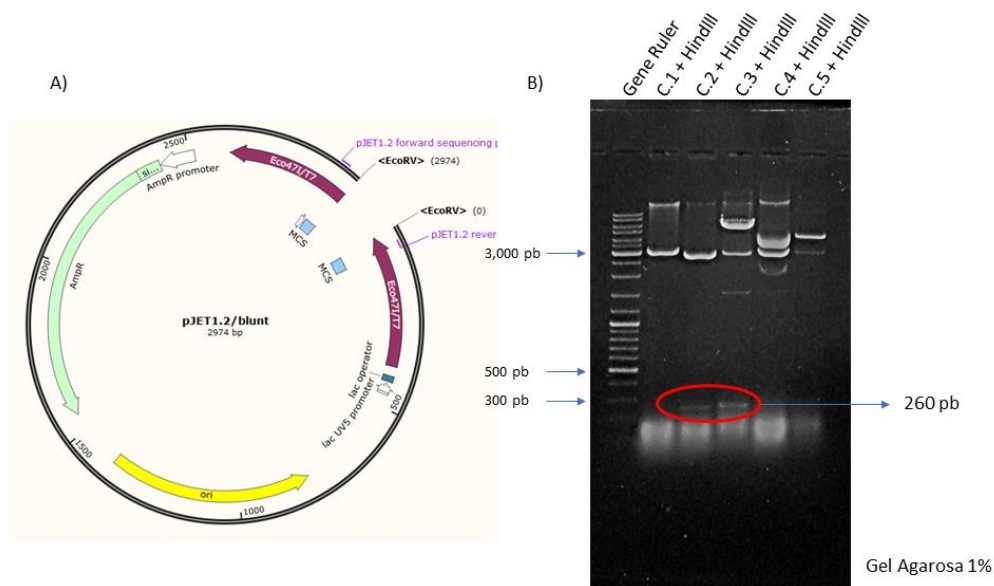 A)
B)
Gene Ruler
C.1 + HindIII
C.2 + HindIII
C.3 + HindIII
C.4 + HindIII
C.5 + HindIII
2500
pJET1.2 forward sequencing p
<EcoRV> (2974)
Eco47I/T7
si...
AmpR promoter
<EcoRV> (0)
pJET1.2 rever
MCS
MCS
2000
AmpR
Eco47I/T7
pJET1.2/blunt
2974 bp
lac operator
lac UV5 promoter
500
1500
ori
1000
3,000 pb
500 pb
300 pb
260 pb
Gel Agarosa 1%